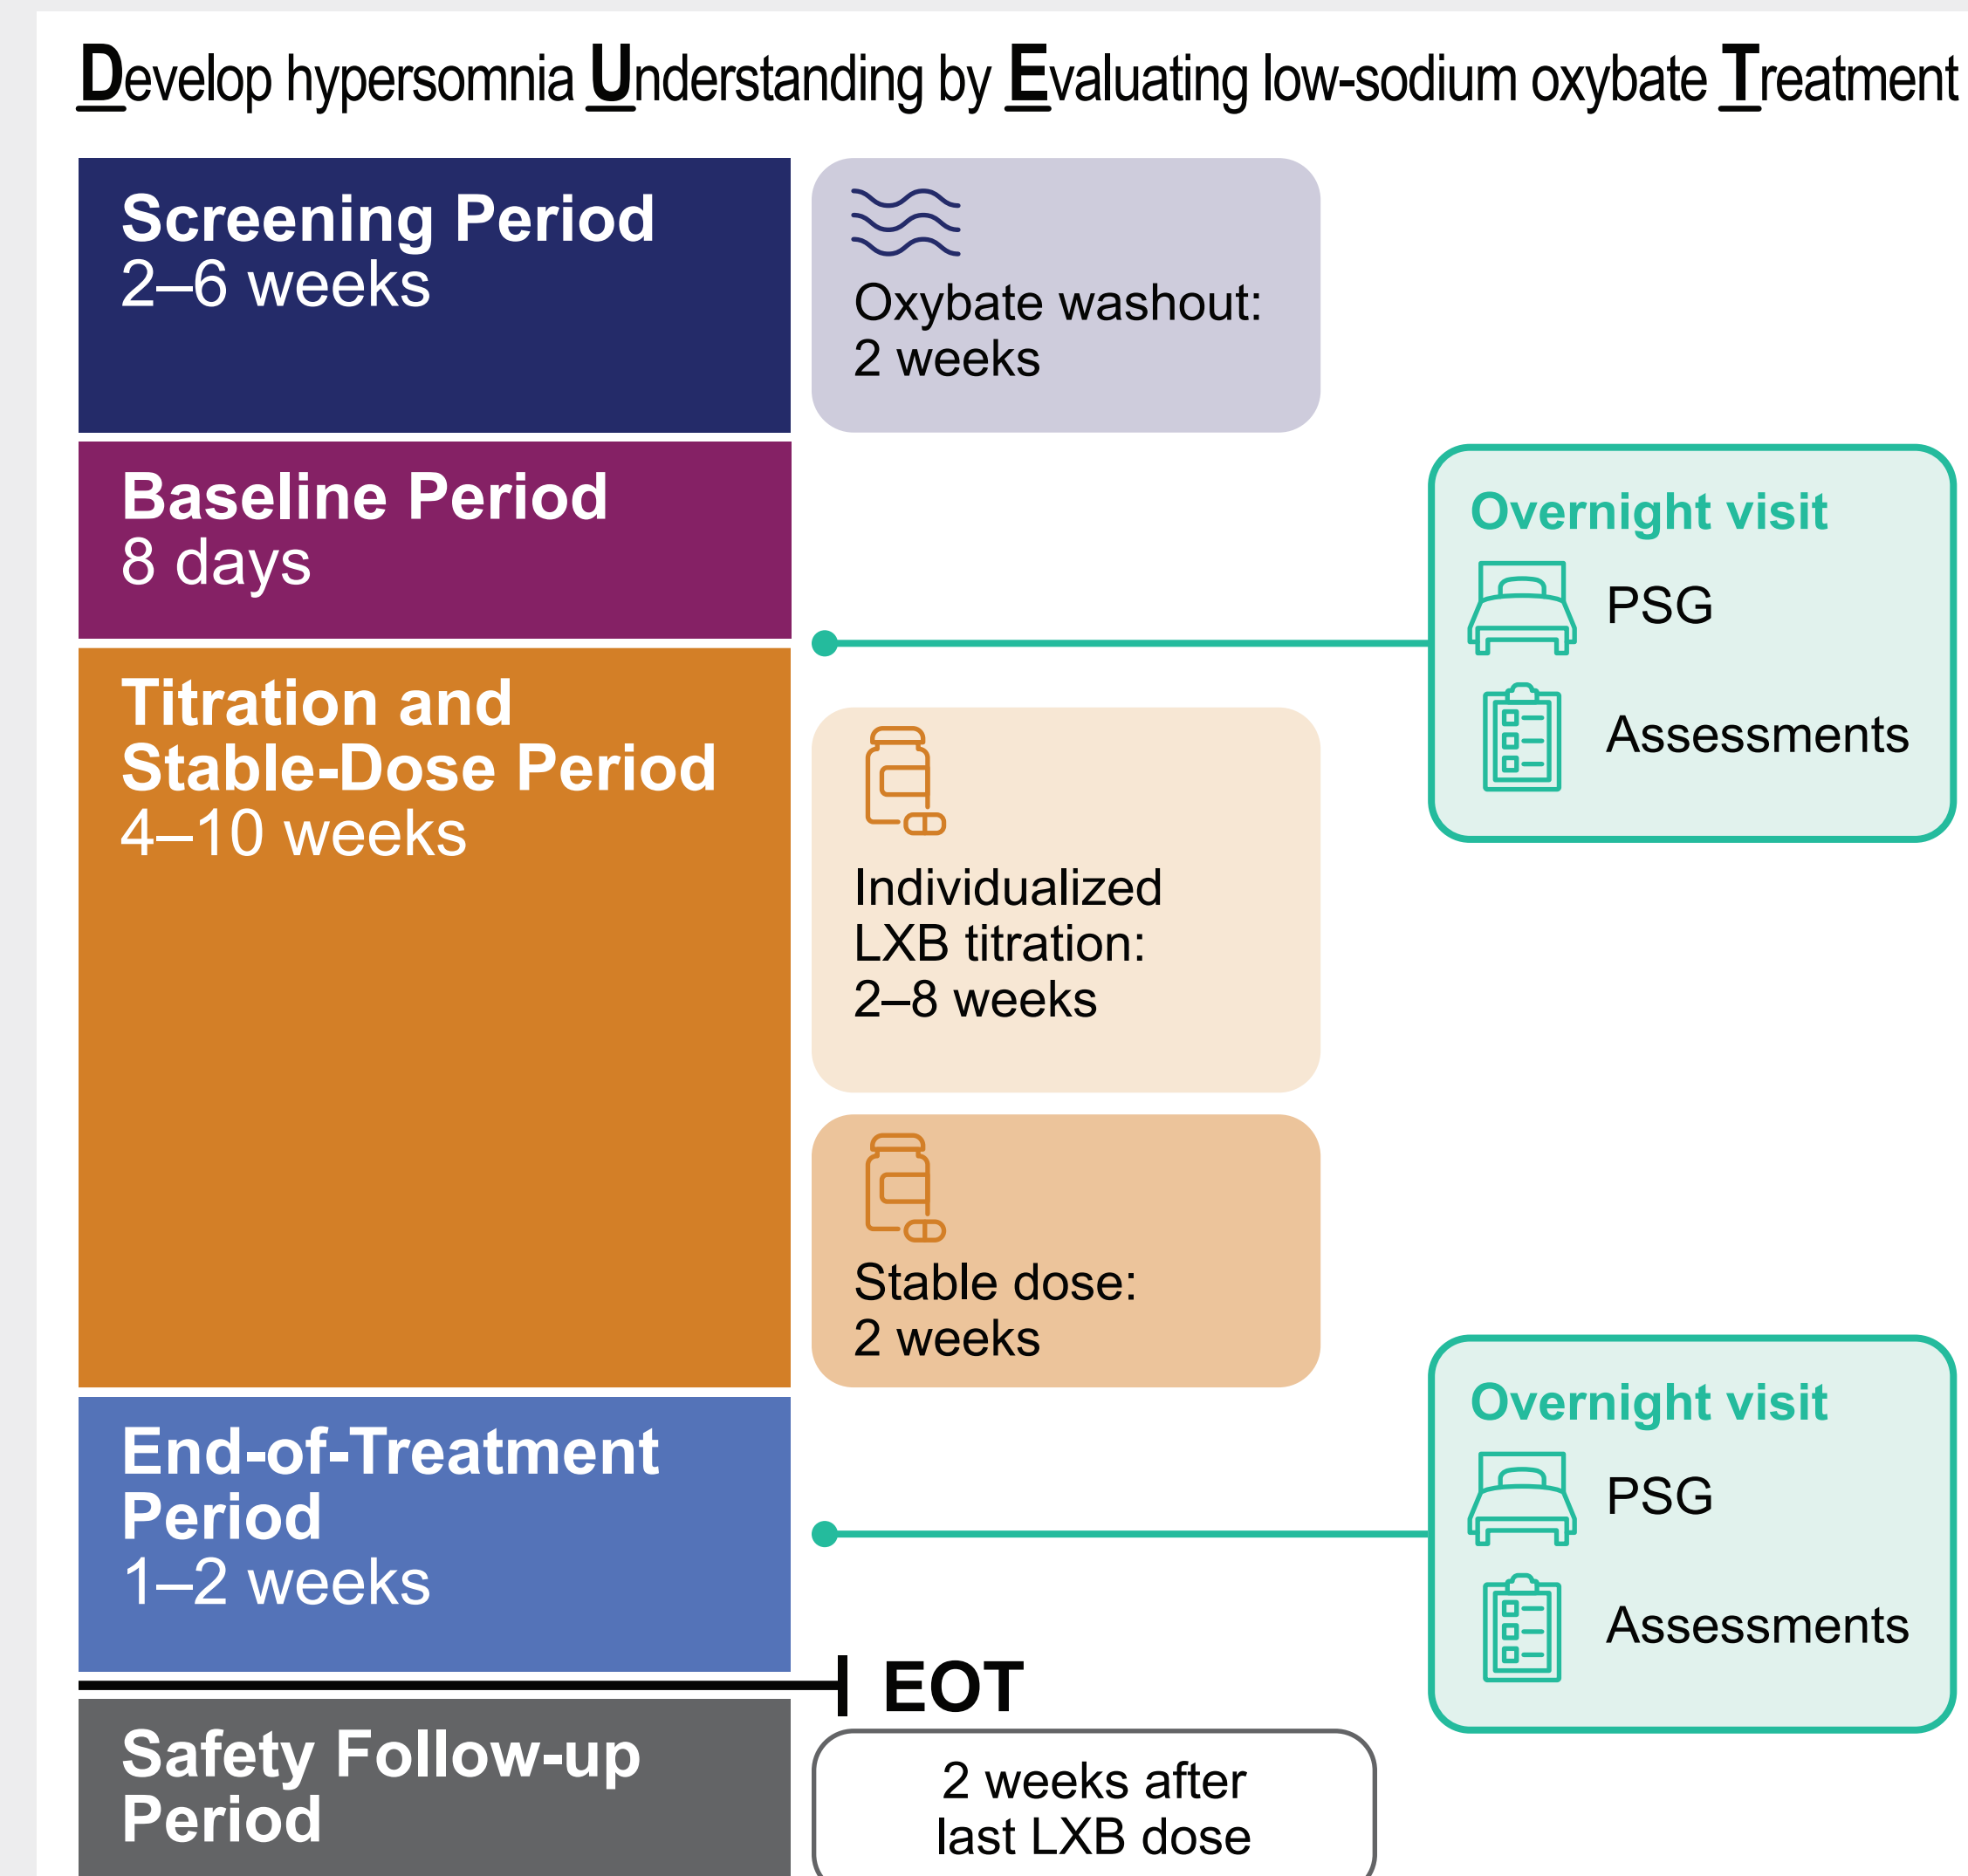 Develop hypersomnia Understanding by Evaluating low-sodium oxybate Treatment
Screening Period
2–6 weeks
Oxybate washout:
2 weeks
Baseline Period
8 days
Overnight visit
PSG
Assessments
Titration and
Stable-Dose Period
4–10 weeks
Individualized
LXB titration:
2–8 weeks
Stable dose:
2 weeks
End-of-Treatment
Period
1–2 weeks
Overnight visit
PSG
Assessments
EOT
Safety Follow-up
Period
2 weeks after
last LXB dose